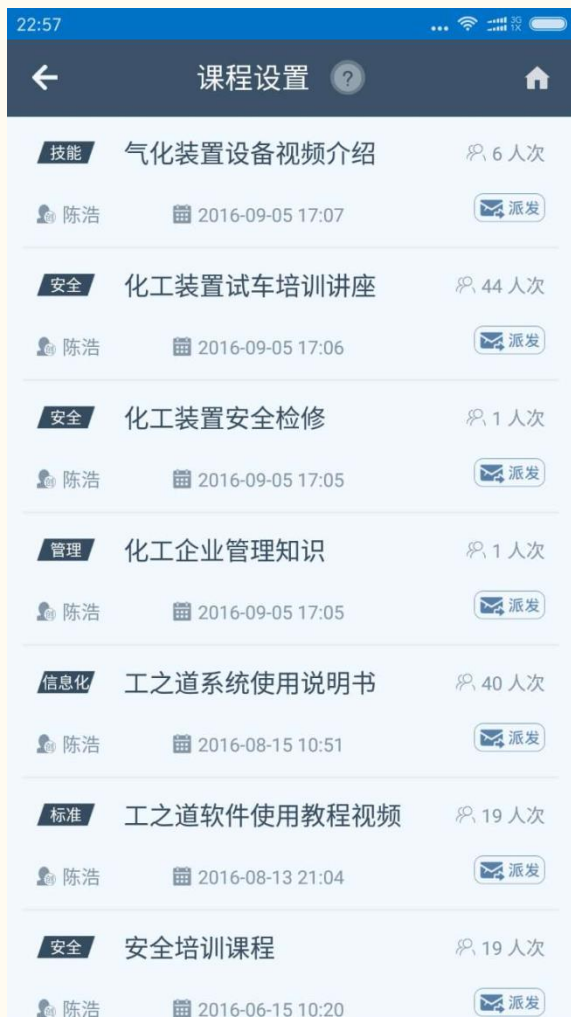 22:57 ... 3G 1X
课程设置 ?
技能 气化装置设备视频介绍 6 人次
陈浩 2016-09-05 17:07 派发
安全 化工装置试车培训讲座 44 人次
陈浩 2016-09-05 17:06 派发
安全 化工装置安全检修 1 人次
陈浩 2016-09-05 17:05 派发
管理 化工企业管理知识 1 人次
陈浩 2016-09-05 17:05 派发
信息化 工之道系统使用说明书 40 人次
陈浩 2016-08-15 10:51 派发
标准 工之道软件使用教程视频 19 人次
陈浩 2016-08-13 21:04 派发
安全 安全培训课程 19 人次
陈浩 2016-06-15 10:20 派发